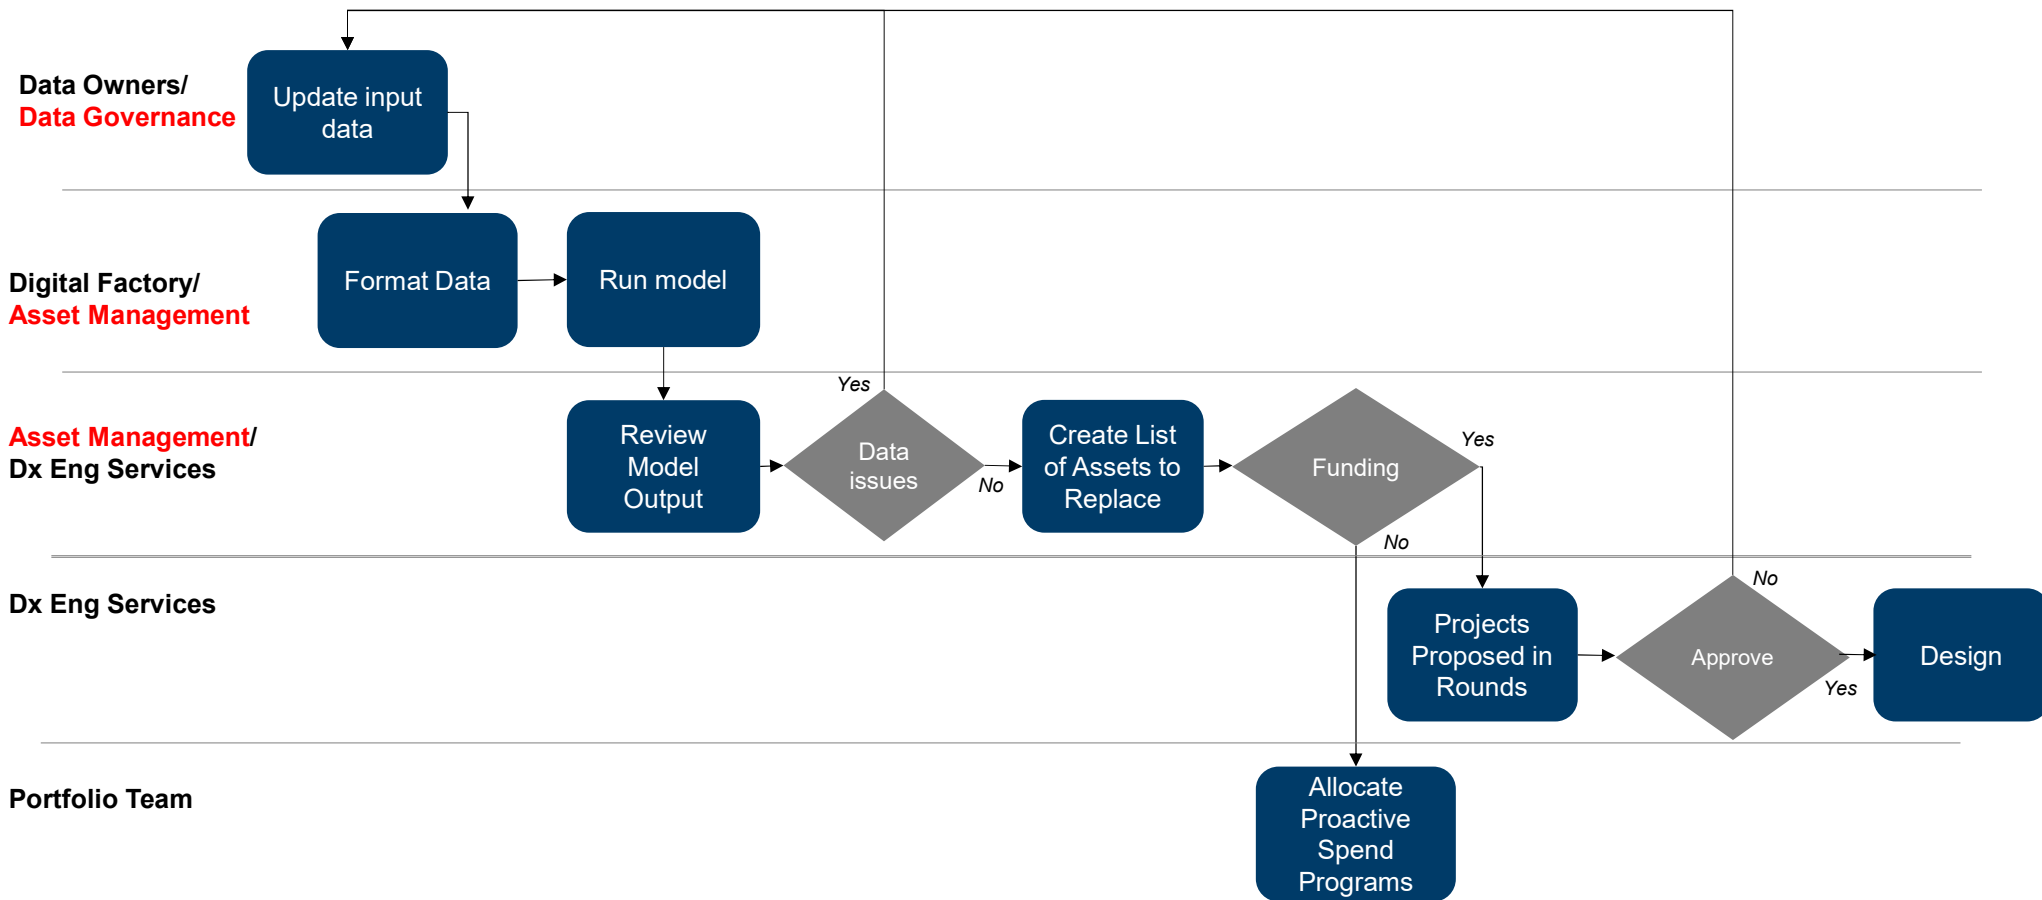 Data Owners/
Data Governance
Update input
data
Digital Factory/
Asset Management
Format Data
Run model
Asset Management/
Dx Eng Services
Review
Model
Output
Yes
Data
issues
No
Create List
of Assets to
Replace
Funding
Yes
No
Dx Eng Services
Projects
Proposed in
Rounds
No
Approve
Yes
Design
Portfolio Team
Allocate
Proactive
Spend
Programs